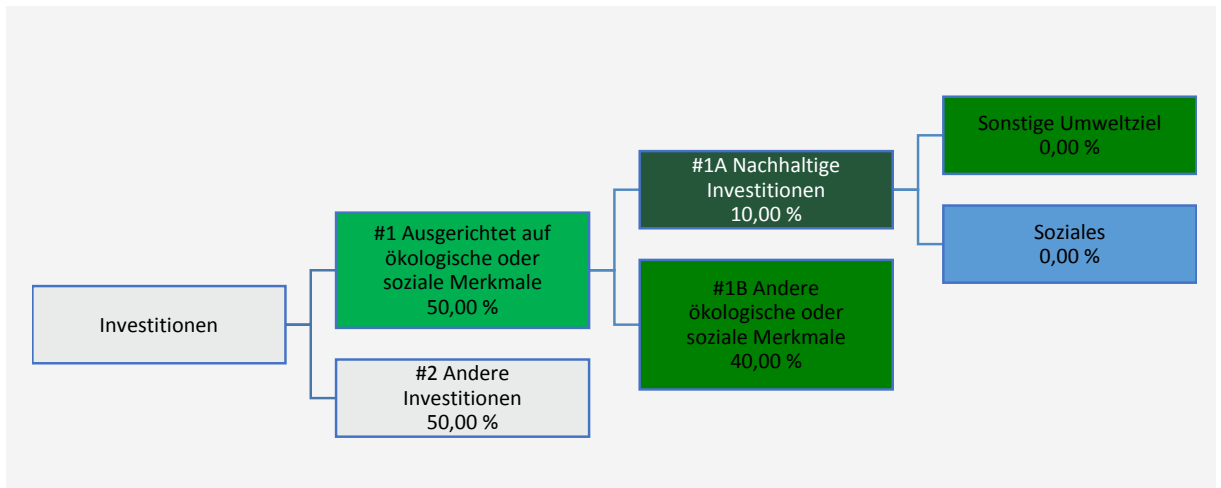 Investitionen
#1 Ausgerichtet auf
ökologische oder
soziale Merkmale
50,00 %
#2 Andere
Investitionen
50,00 %
#1A Nachhaltige
Investitionen
10,00 %
#1B Andere
ökologische oder
soziale Merkmale
40,00 %
Sonstige Umweltziel
0,00 %
Soziales
0,00 %